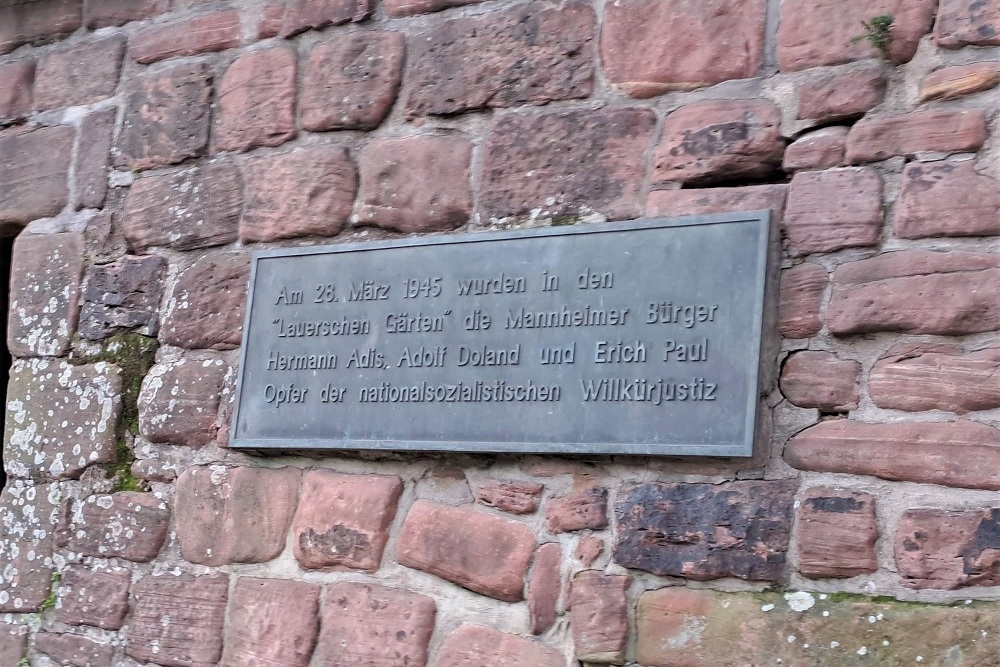 Am 28. März 1945 wurden in den
"Lauerschen Gärten" die Mannheimer Bürger
Hermann Adis, Adolf Doland und Erich Paul
Opfer der nationalsozialistischen Willkürjustiz